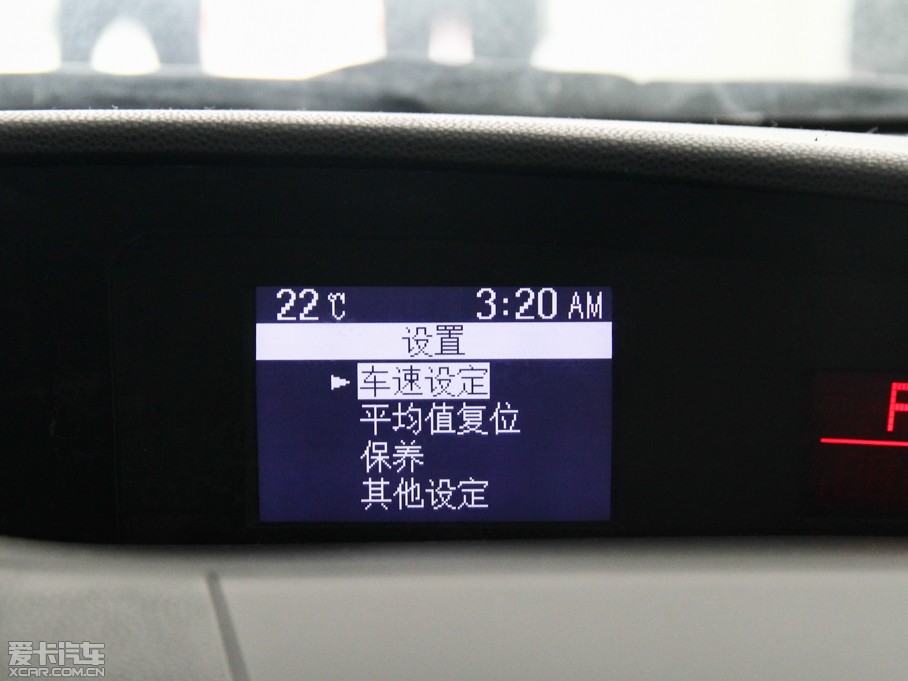 22℃ 3:20 AM
设置
车速设定
平均值复位
保养
其他设定
爱卡汽车
XCAR.COM.CN